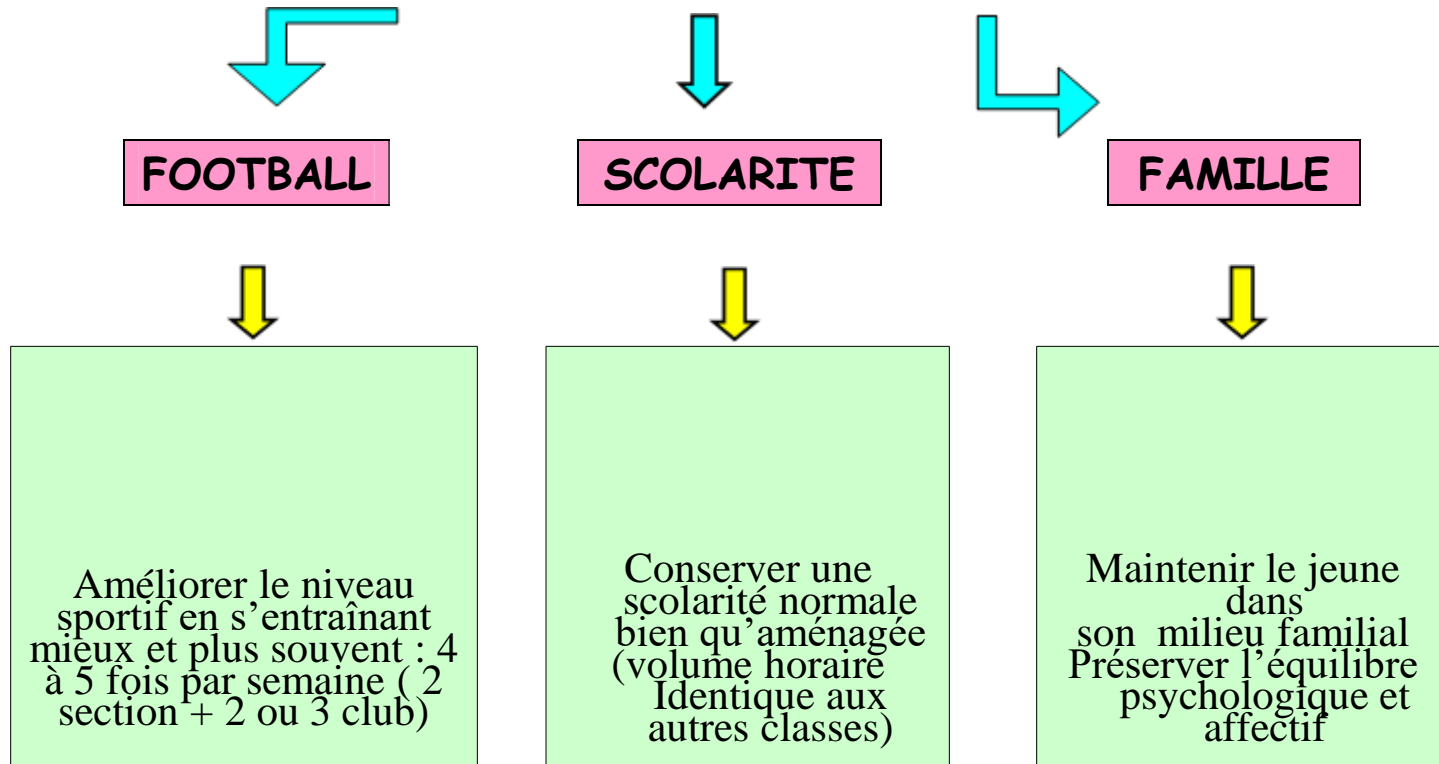 FOOTBALL
SCOLARITE
FAMILLE
Améliorer le niveau
sportif en s’entraînant
mieux et plus souvent : 4
à 5 fois par semaine ( 2
section + 2 ou 3 club)
Conserver une
scolarité normale
bien qu’aménagée
(volume horaire
Identique aux
autres classes)
Maintenir le jeune
dans
son milieu familial
Préserver l’équilibre
psychologique et
affectif